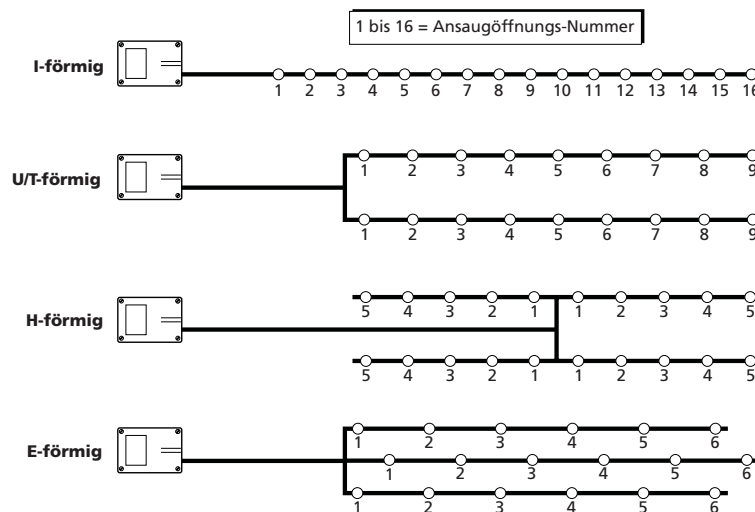 1 bis 16 = Ansaugöffnungs-Nummer
I-förmig
1 2 3 4 5 6 7 8 9 10 11 12 13 14 15 16
U/T-förmig
1 2 3 4 5 6 7 8 9
1 2 3 4 5 6 7 8 9
H-förmig
5 4 3 2 1 1 2 3 4 5
5 4 3 2 1 1 2 3 4 5
E-förmig
1 2 3 4 5 6
1 2 3 4 5 6
1 2 3 4 5 6